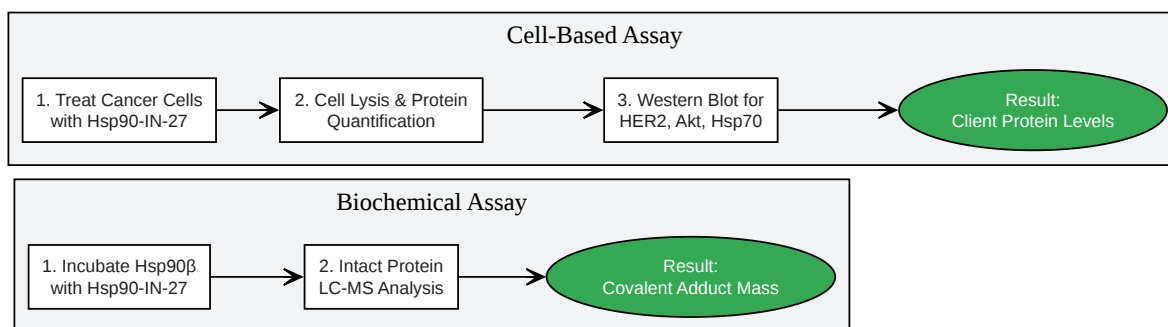 Cell-Based Assay
1. Treat Cancer Cells
with Hsp90-IN-27
2. Cell Lysis & Protein
Quantification
3. Western Blot for
HER2, Akt, Hsp70
Result:
Client Protein Levels
Biochemical Assay
1. Incubate Hsp90β
with Hsp90-IN-27
2. Intact Protein
LC-MS Analysis
Result:
Covalent Adduct Mass